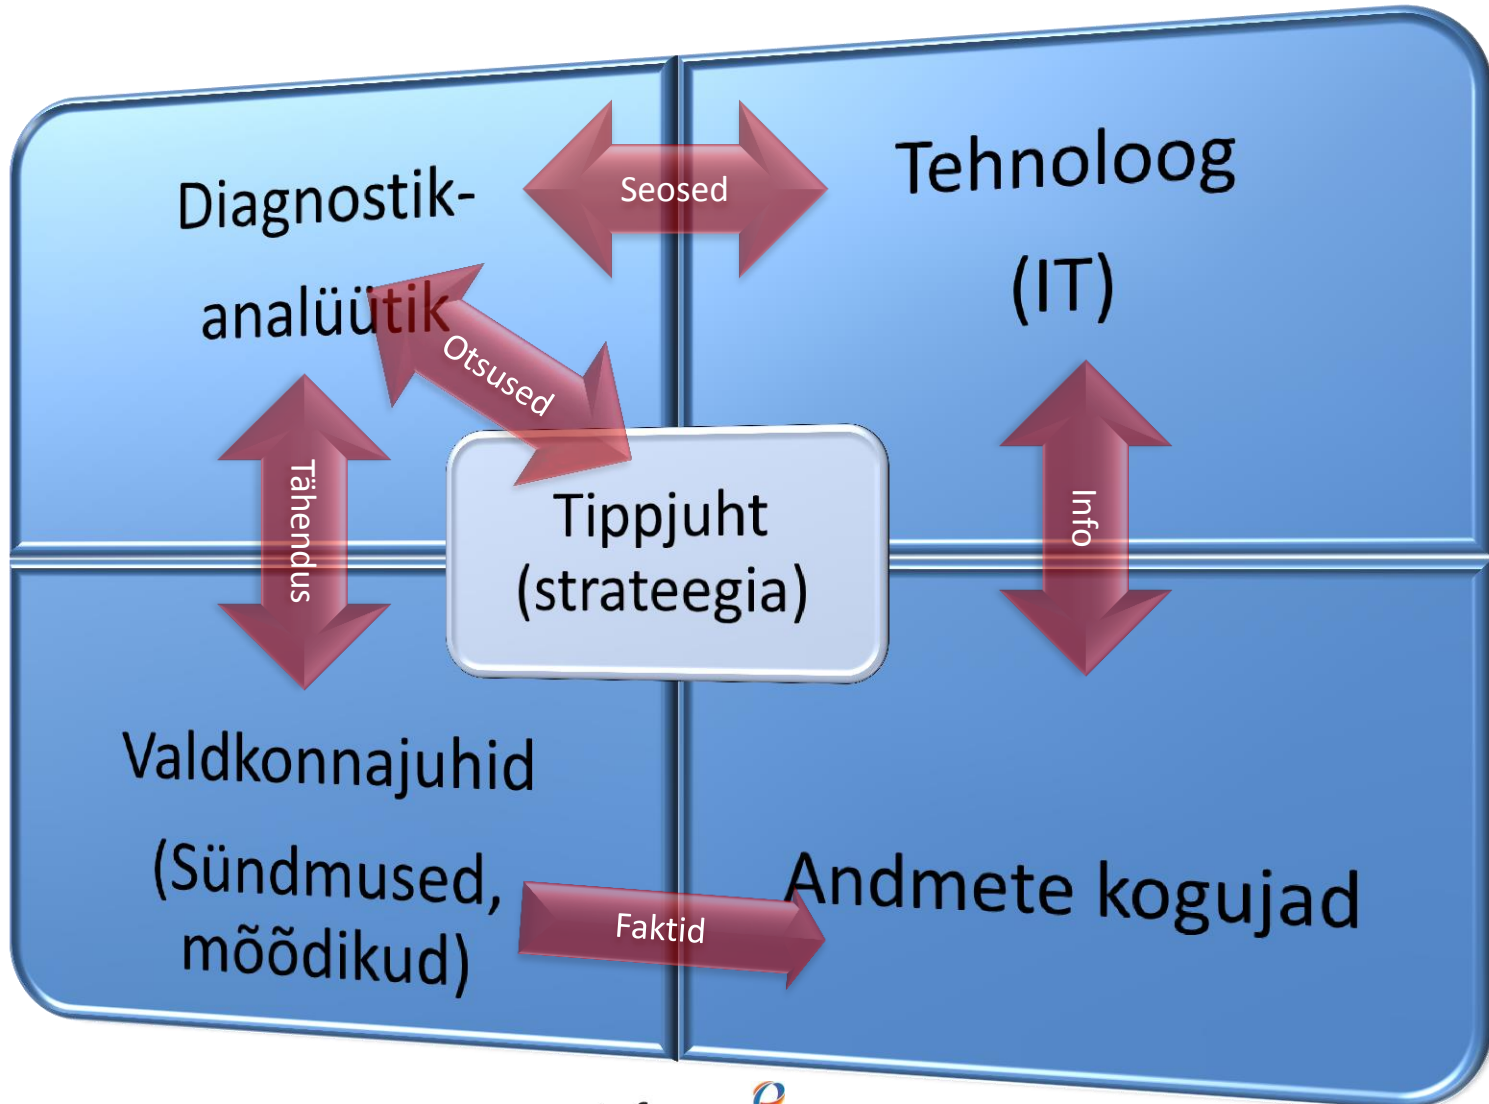 Diagnostik-
analüütik
Seosed
Tehnoloog
(IT)
Otsused
Tähendus
Tippjuht
(strateegia)
Info
Valdkonnajuhid
(Sündmused,
mõõdikud)
Faktid
Andmete kogujad